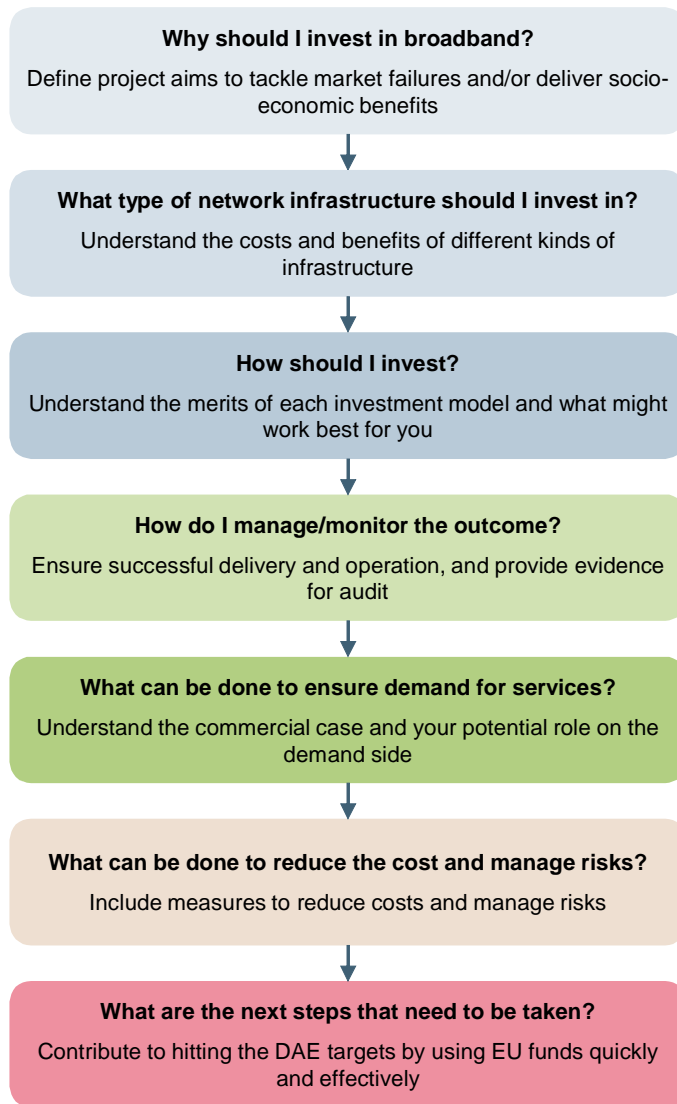 Why should I invest in broadband?
Define project aims to tackle market failures and/or deliver socio-
economic benefits
What type of network infrastructure should I invest in?
Understand the costs and benefits of different kinds of
infrastructure
How should I invest?
Understand the merits of each investment model and what might
work best for you
How do I manage/monitor the outcome?
Ensure successful delivery and operation, and provide evidence
for audit
What can be done to ensure demand for services?
Understand the commercial case and your potential role on the
demand side
What can be done to reduce the cost and manage risks?
Include measures to reduce costs and manage risks
What are the next steps that need to be taken?
Contribute to hitting the DAE targets by using EU funds quickly
and effectively